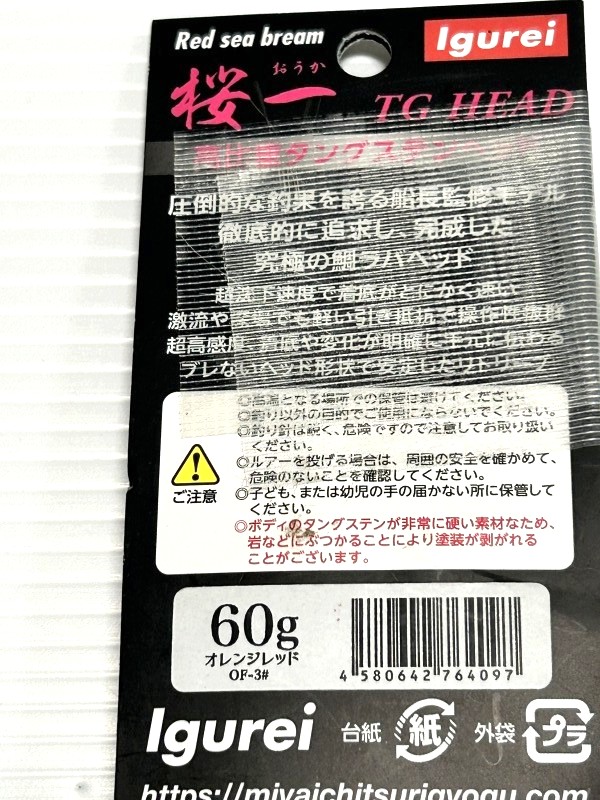 Red sea bream
Igurei
おうか
桜一 TG HEAD
高比重タングステンヘッド
圧倒的な釣果を誇る船長監修モデル
徹底的に追求し、完成した
究極の鯛ラバヘッド
超沈下速度で着底がとにかく速い
激流や深場でも軽い引き抵抗で操作性抜群
超高感度、着底や変化が明確に手元に伝わる
ブレないヘッド形状で安定したリトリーブ
◎高温となる場所での保管は避けてください。
◎釣り以外の目的でご使用にならないでください。
◎釣り針は鋭く、危険ですので注意してお取り扱い
ください。
◎ルアーを投げる場合は、周囲の安全を確かめて、
危険のないことを確認してください。
◎子ども、または幼児の手の届かない所に保管して
ください。
◎ボディのタングステンが非常に硬い素材なため、
岩などにぶつかることにより塗装が剥がれる
ことがございます。
ご注意
60g
オレンジレッド
OF-3#
4 580642 764097
Igurei 台紙 紙 外袋 プラ
https://miyaichitsurigyogu.com